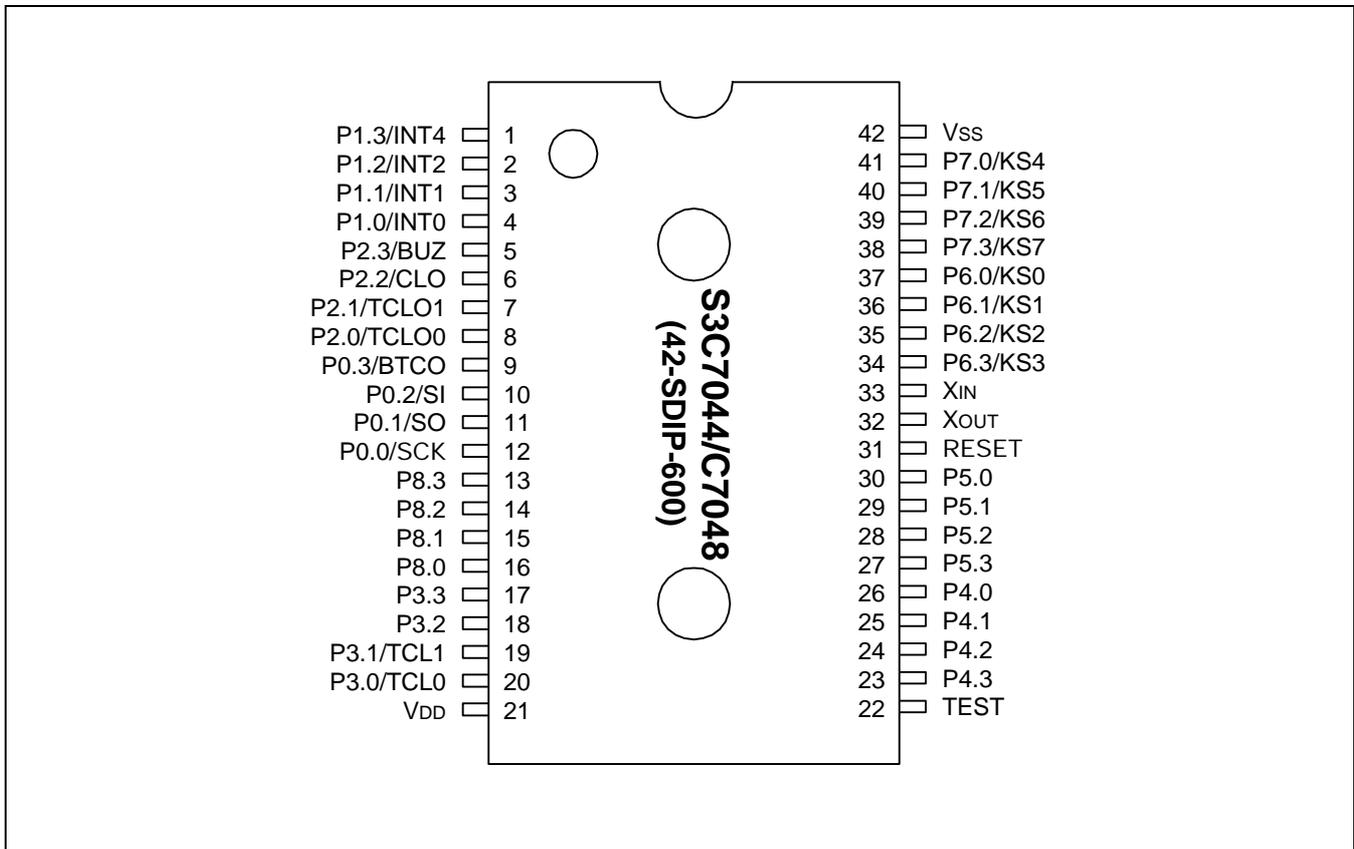 P1.3/INT4 1
P1.2/INT2 2
P1.1/INT1 3
P1.0/INT0 4
P2.3/BUZ 5
P2.2/CLO 6
P2.1/TCLO1 7
P2.0/TCLO0 8
P0.3/BTCO 9
P0.2/SI 10
P0.1/SO 11
P0.0/SCK 12
P8.3 13
P8.2 14
P8.1 15
P8.0 16
P3.3 17
P3.2 18
P3.1/TCL1 19
P3.0/TCL0 20
VDD 21
S3C7044/C7048
(42-SDIP-600)
42 VSS
41 P7.0/KS4
40 P7.1/KS5
39 P7.2/KS6
38 P7.3/KS7
37 P6.0/KS0
36 P6.1/KS1
35 P6.2/KS2
34 P6.3/KS3
33 XIN
32 XOUT
31 RESET
30 P5.0
29 P5.1
28 P5.2
27 P5.3
26 P4.0
25 P4.1
24 P4.2
23 P4.3
22 TEST